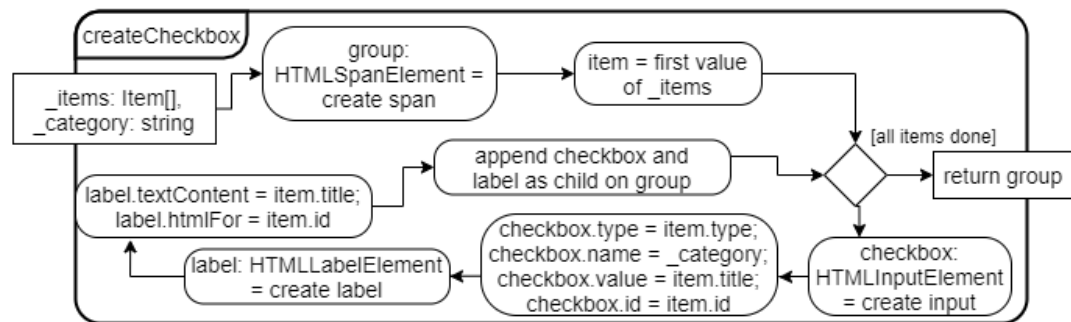 createCheckbox
_items: Item[],
_category: string
group:
HTMLSpanElement =
create span
item = first value
of _items
[all items done]
return group
checkbox:
HTMLInputElement
= create input
checkbox.type = item.type;
checkbox.name = _category;
checkbox.value = item.title;
checkbox.id = item.id
label: HTMLLabelElement
= create label
label.textContent = item.title;
label.htmlFor = item.id
append checkbox and
label as child on group